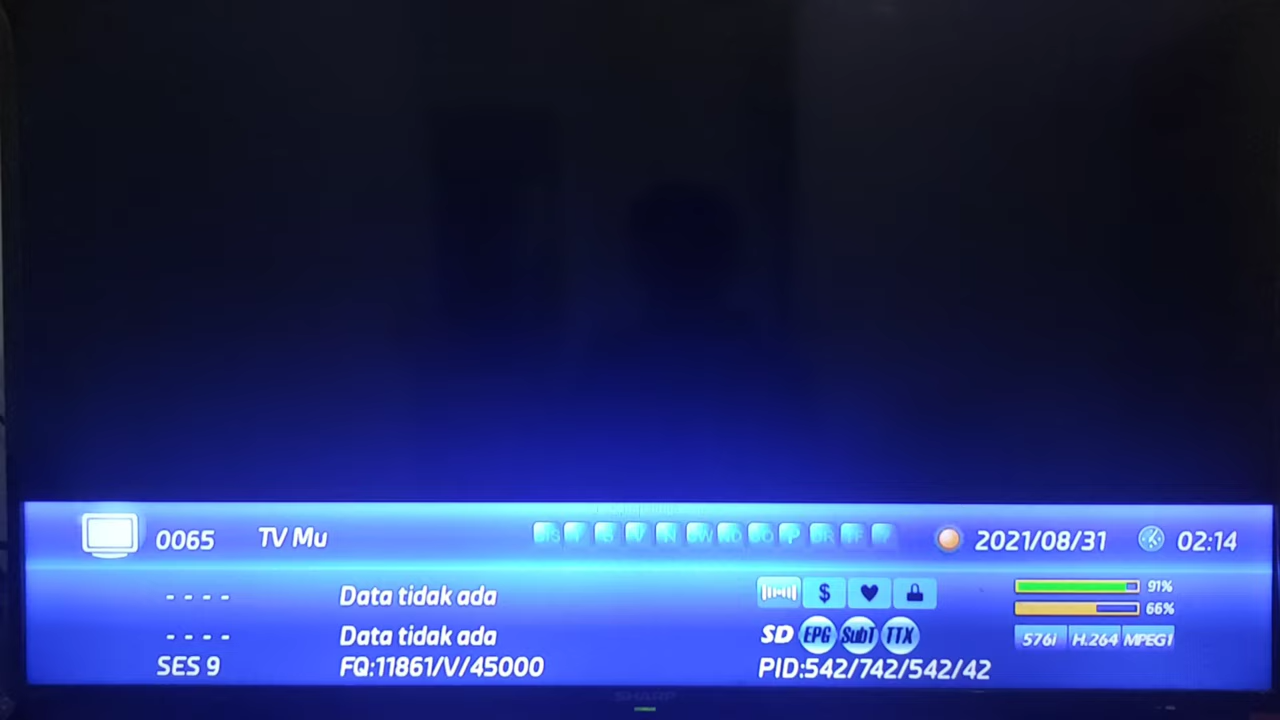 0065 TV Mu 2021/08/31 02:14
- - - - Data tidak ada $ 91%
66%
- - - - Data tidak ada SD EPG SubT TTX 576i H.264 MPEG1
SES 9 FQ:11861/V/45000 PID:542/742/542/42
SHARP